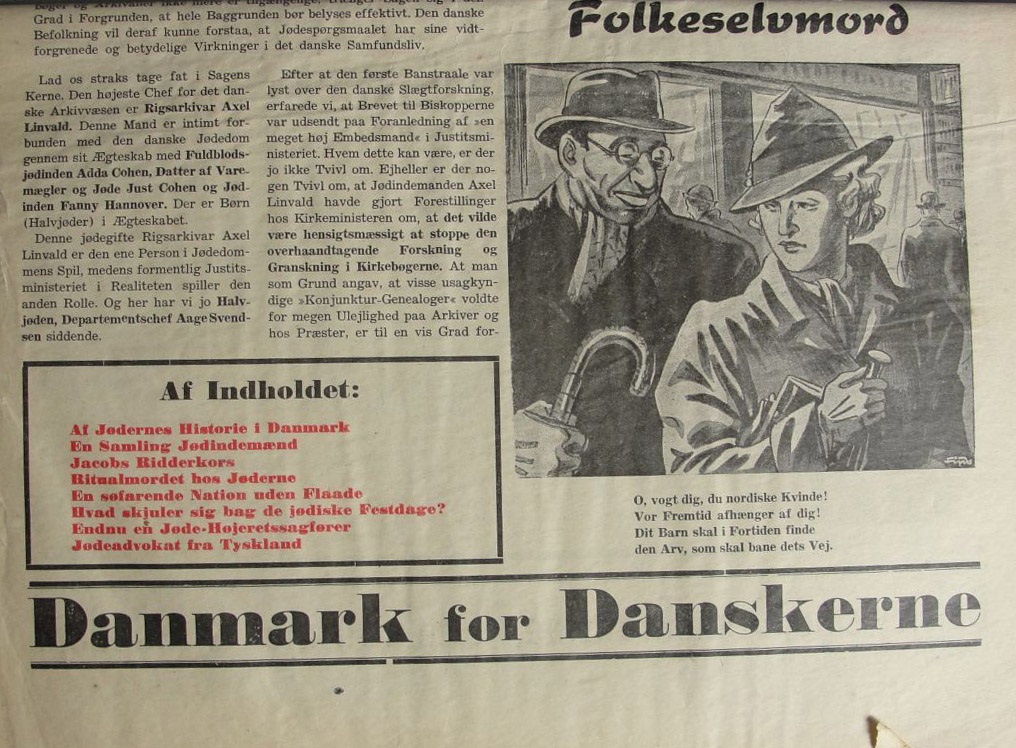 Grad i Forgrunden, at hele Baggrunden bør belyses effektivt. Den danske
Befolkning vil deraf kunne forstaa, at Jødespørgsmaalet har sine vidt-
forgrenede og betydelige Virkninger i det danske Samfundsliv.
Lad os straks tage fat i Sagens
Kerne. Den højeste Chef for det dan-
ske Arkivvæsen er Rigsarkivar Axel
Linvald. Denne Mand er intimt for-
bunden med den danske Jødedom
gennem sit Ægteskab med Fuldblods-
jødinden Adda Cohen, Datter af Vare-
mægler og Jøde Just Cohen og Jød-
inden Fanny Hannover. Der er Børn
(Halvjøder) i Ægteskabet.
Denne jødegifte Rigsarkivar Axel
Linvald er den ene Person i Jødedom-
mens Spil, medens formentlig Justits-
ministeriet i Realiteten spiller den
anden Rolle. Og her har vi jo Halv-
jøden, Departementschef Aage Svend-
sen siddende.
Efter at den første Banstraale var
lyst over den danske Slægtforskning,
erfarede vi, at Brevet til Biskopperne
var udsendt paa Foranledning af »en
meget høj Embedsmand« i Justitsmi-
nisteriet. Hvem dette kan være, er der
jo ikke Tvivl om. Ejheller er der no-
gen Tvivl om, at Jødindemanden Axel
Linvald havde gjort Forestillinger
hos Kirkeministeren om, at det vilde
være hensigtsmæssigt at stoppe den
overhaandtagende Forskning og
Granskning i Kirkebøgerne. At man
som Grund angav, at visse usagkyn-
dige »Konjunktur-Genealoger« voldte
for megen Ulejlighed paa Arkiver og
hos Præster, er til en vis Grad for-
Folkeselvmord
O, vogt dig, du nordiske Kvinde!
Vor Fremtid afhænger af dig!
Dit Barn skal i Fortiden finde
den Arv, som skal bane dets Vej.
Af Indholdet:
Af Jødernes Historie i Danmark
En Samling Jødindemænd
Jacobs Ridderkors
Ritualmordet hos Jøderne
En søfarende Nation uden Flaade
Hvad skjuler sig bag de jødiske Festdage?
Endnu en Jøde-Højeretssagfører
Jødeadvokat fra Tyskland
Danmark for Danskerne